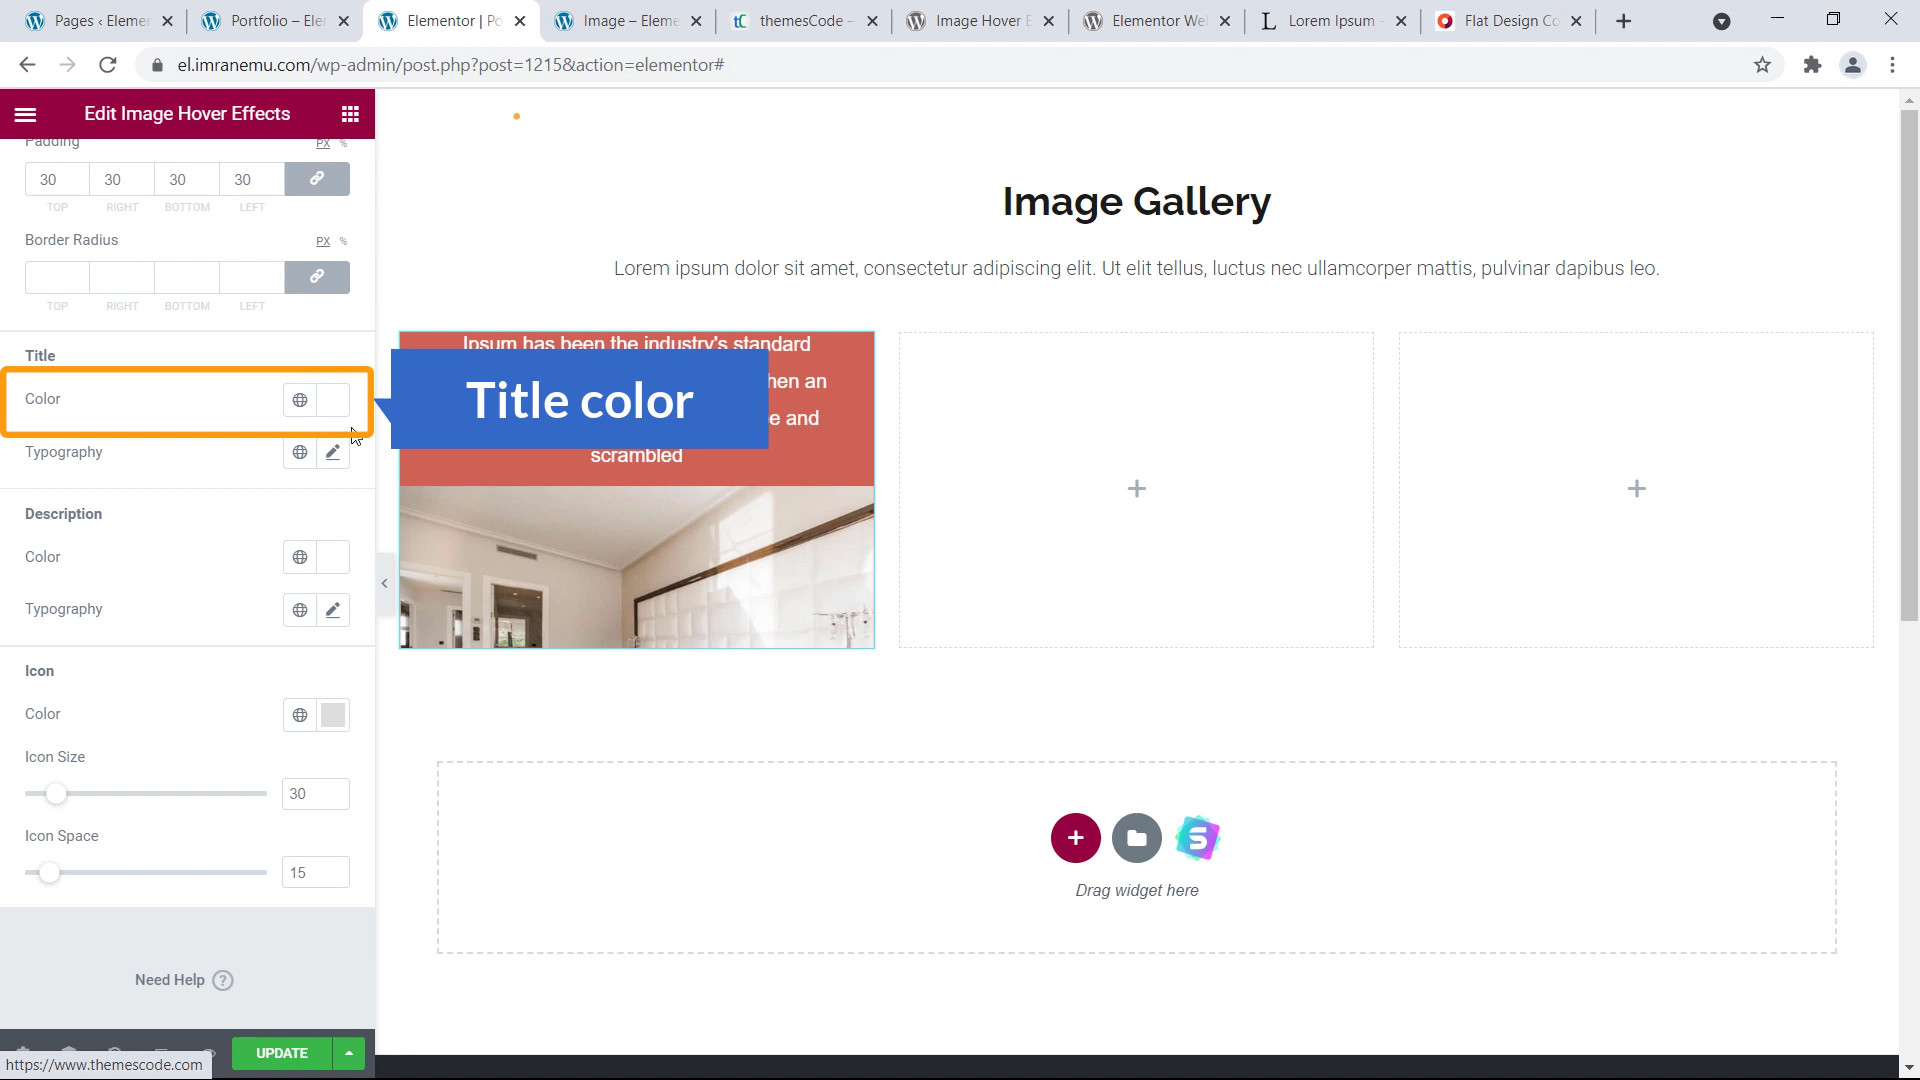 Pages ‹ Elemen
Portfolio – Ele
Elementor | Po
Image – Eleme
themesCode –
Image Hover E
Elementor We
Lorem Ipsum -
Flat Design Co
el.imranemu.com/wp-admin/post.php?post=1215&action=elementor#
Edit Image Hover Effects
Padding
PX %
30 30 30 30
TOP RIGHT BOTTOM LEFT
Border Radius
PX %
TOP RIGHT BOTTOM LEFT
Title
Color
Typography
Description
Color
Typography
Icon
Color
Icon Size
30
Icon Space
15
Need Help ?
UPDATE
https://www.themescode.com
Image Gallery
Lorem ipsum dolor sit amet, consectetur adipiscing elit. Ut elit tellus, luctus nec ullamcorper mattis, pulvinar dapibus leo.
Ipsum has been the industry's standard
hen an
e and
scrambled
Title color
Drag widget here